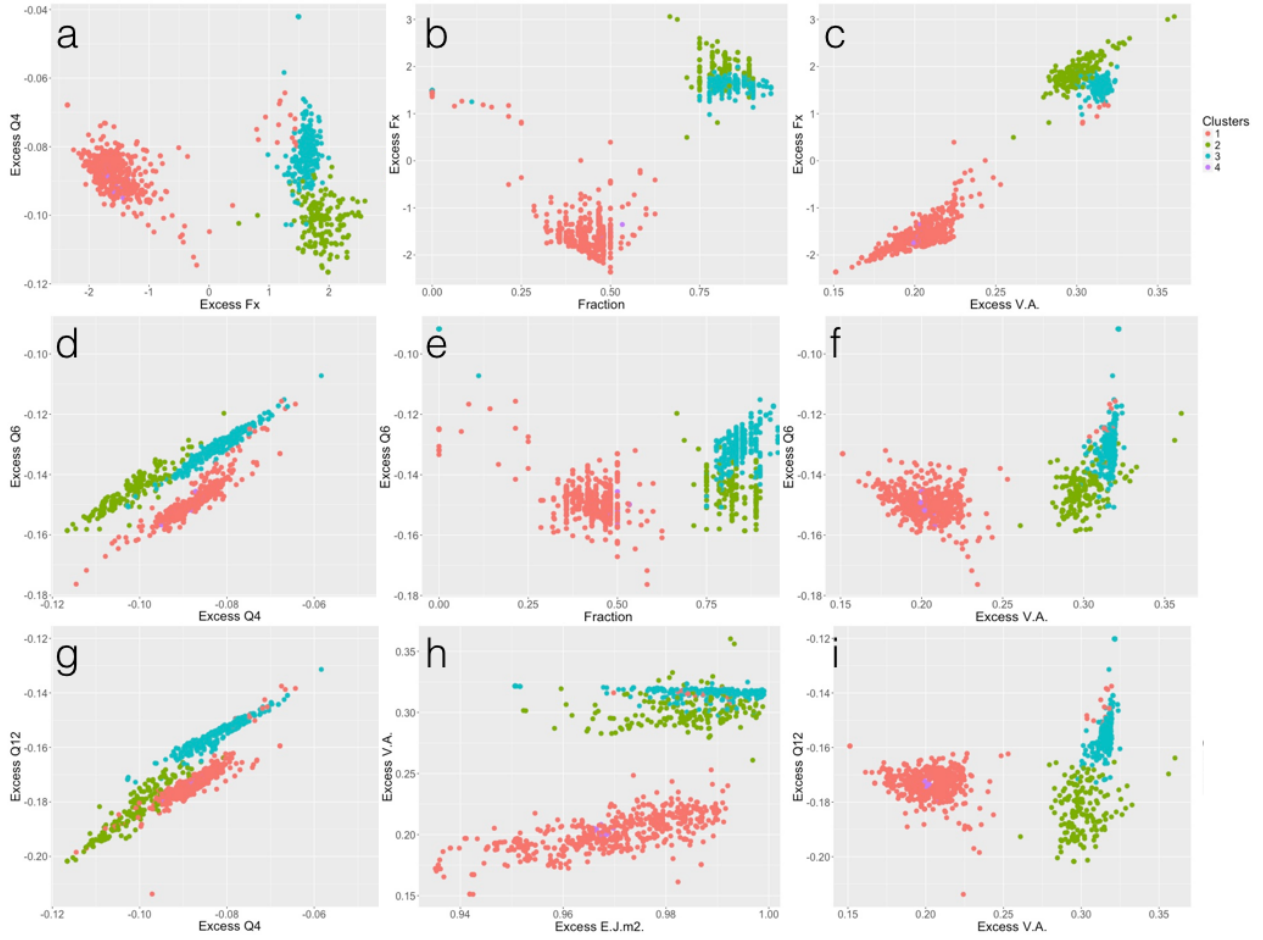 a
-0.04
-0.06
-0.08
-0.10
-0.12
Excess Q4
-2 -1 0 1 2
Excess Fx
b
3
2
1
0
-1
-2
Excess Fx
0.00 0.25 0.50 0.75
Fraction
c
3
2
1
0
-1
-2
Excess Fx
0.15 0.20 0.25 0.30 0.35
Excess V.A.
Clusters
1
2
3
4
d
-0.10
-0.12
-0.14
-0.16
-0.18
Excess Q6
-0.12 -0.10 -0.08 -0.06
Excess Q4
e
-0.10
-0.12
-0.14
-0.16
-0.18
Excess Q6
0.00 0.25 0.50 0.75
Fraction
f
-0.10
-0.12
-0.14
-0.16
-0.18
Excess Q6
0.15 0.20 0.25 0.30 0.35
Excess V.A.
g
-0.12
-0.14
-0.16
-0.18
-0.20
Excess Q12
-0.12 -0.10 -0.08 -0.06
Excess Q4
h
0.35
0.30
0.25
0.20
0.15
Excess V.A.
0.94 0.96 0.98 1.00
Excess E.J.m2.
i
-0.12
-0.14
-0.16
-0.18
-0.20
Excess Q12
0.15 0.20 0.25 0.30 0.35
Excess V.A.